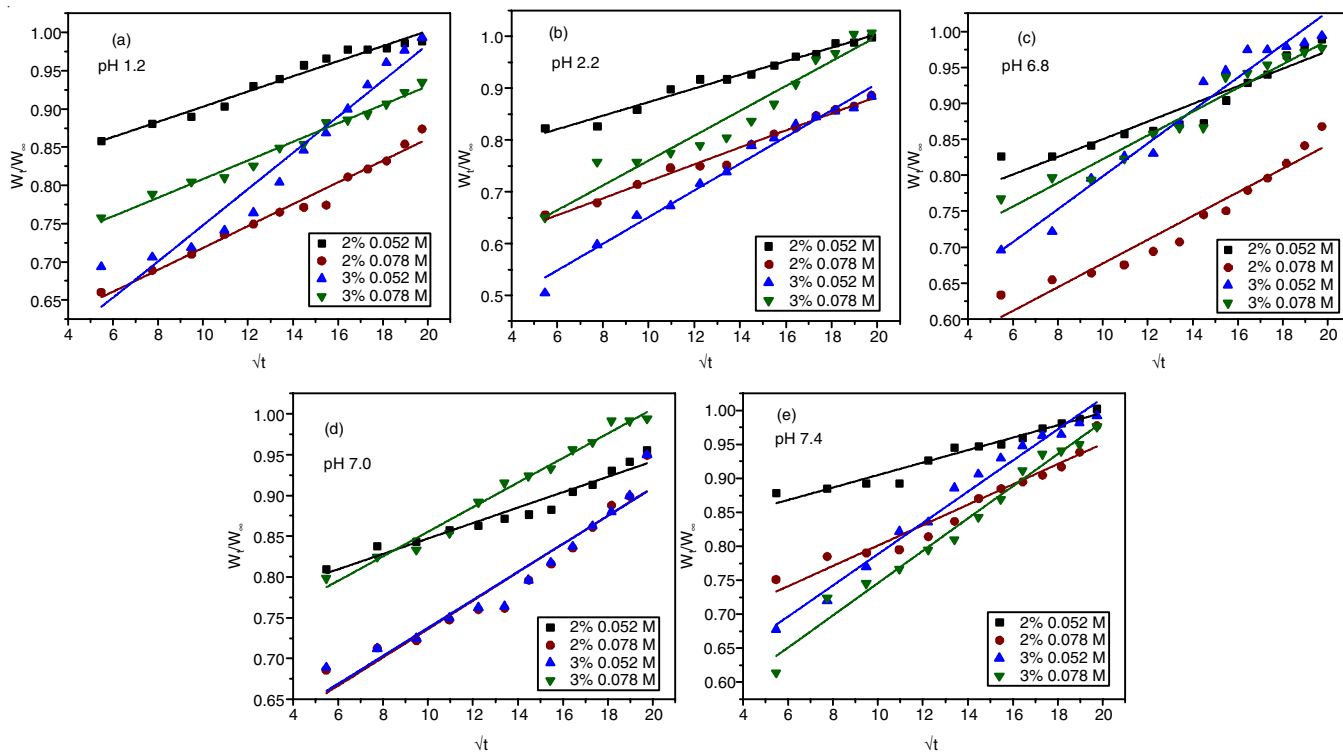 (a)
pH 1.2
W_t/W_∞
1.00
0.95
0.90
0.85
0.80
0.75
0.70
0.65
2% 0.052 M
2% 0.078 M
3% 0.052 M
3% 0.078 M
4 6 8 10 12 14 16 18 20
√t
(b)
pH 2.2
W_t/W_∞
1.0
0.9
0.8
0.7
0.6
0.5
2% 0.052 M
2% 0.078 M
3% 0.052 M
3% 0.078 M
4 6 8 10 12 14 16 18 20
√t
(c)
pH 6.8
W_t/W_∞
1.00
0.95
0.90
0.85
0.80
0.75
0.70
0.65
0.60
2% 0.052 M
2% 0.078 M
3% 0.052 M
3% 0.078 M
4 6 8 10 12 14 16 18 20
√t
(d)
pH 7.0
W_t/W_∞
1.00
0.95
0.90
0.85
0.80
0.75
0.70
0.65
2% 0.052 M
2% 0.078 M
3% 0.052 M
3% 0.078 M
4 6 8 10 12 14 16 18 20
√t
(e)
pH 7.4
W_t/W_∞
1.00
0.95
0.90
0.85
0.80
0.75
0.70
0.65
0.60
2% 0.052 M
2% 0.078 M
3% 0.052 M
3% 0.078 M
4 6 8 10 12 14 16 18 20
√t